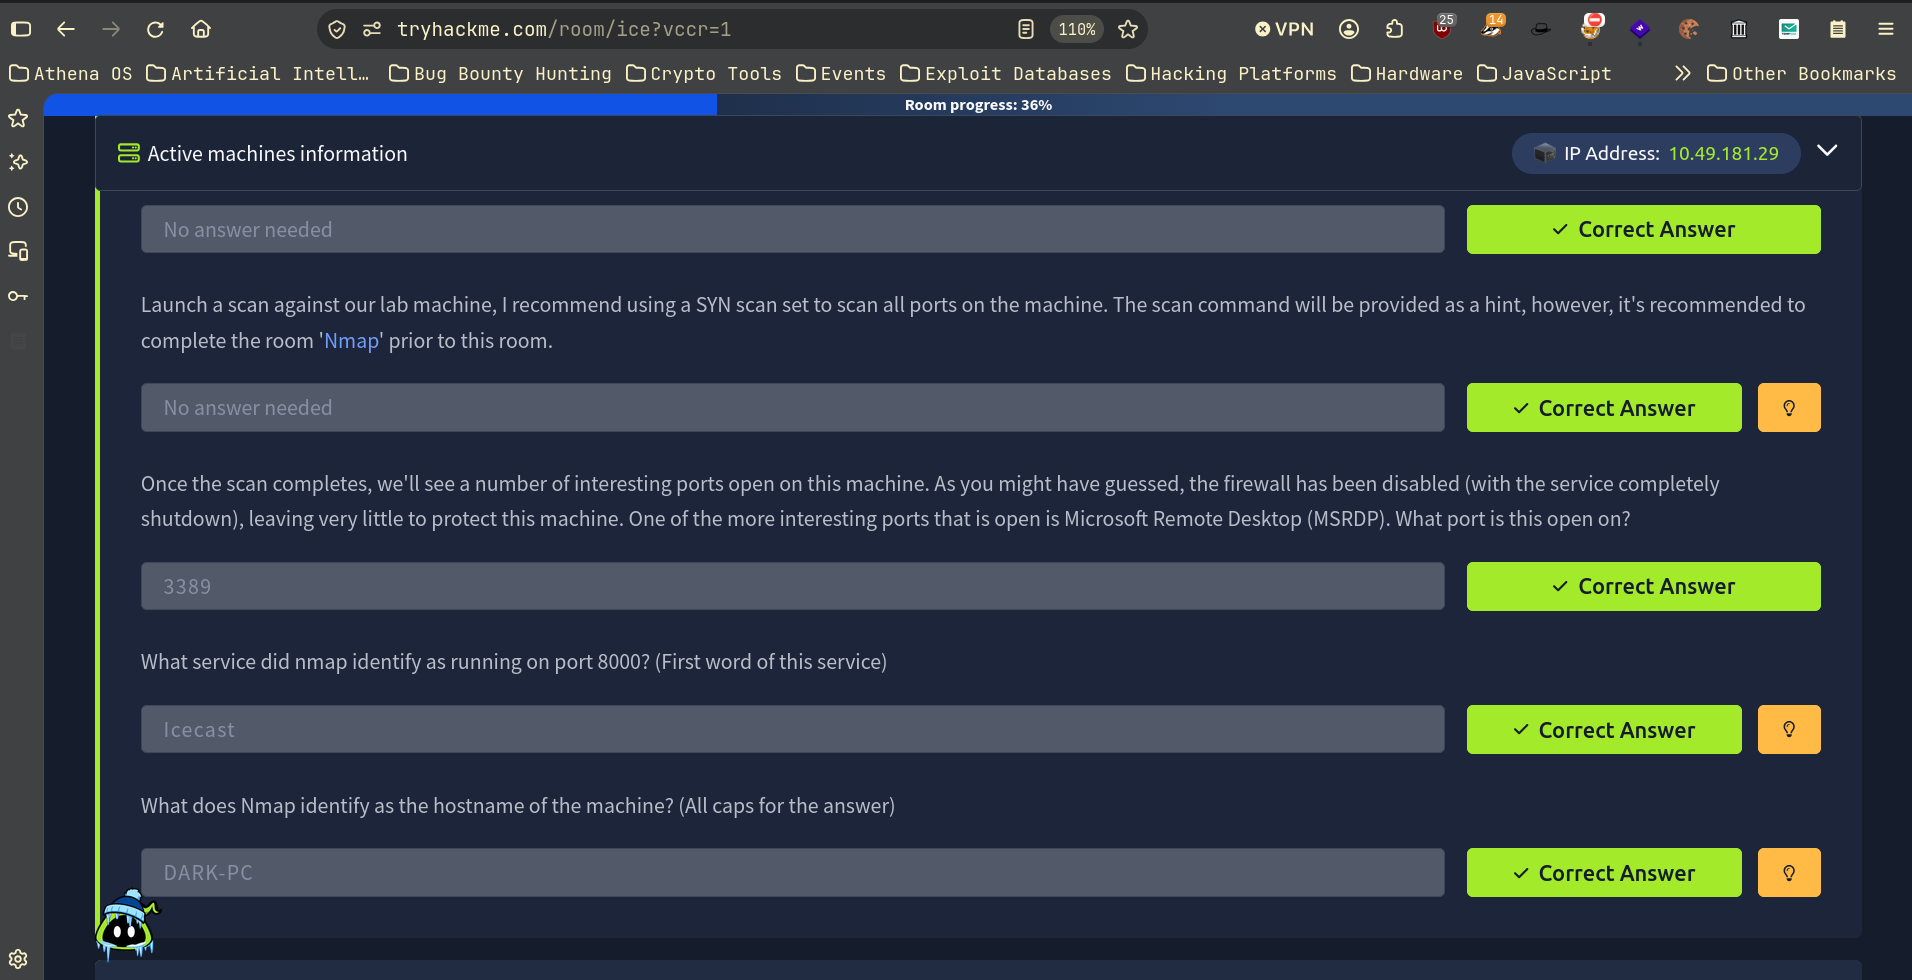 tryhackme.com/room/ice?vccr=1
110%
VPN
25
14
Athena OS
Artificial Intell…
Bug Bounty Hunting
Crypto Tools
Events
Exploit Databases
Hacking Platforms
Hardware
JavaScript
Other Bookmarks
Room progress: 36%
Active machines information
IP Address: 10.49.181.29
No answer needed
Correct Answer
Launch a scan against our lab machine, I recommend using a SYN scan set to scan all ports on the machine. The scan command will be provided as a hint, however, it's recommended to
complete the room 'Nmap' prior to this room.
No answer needed
Correct Answer
Once the scan completes, we'll see a number of interesting ports open on this machine. As you might have guessed, the firewall has been disabled (with the service completely
shutdown), leaving very little to protect this machine. One of the more interesting ports that is open is Microsoft Remote Desktop (MSRDP). What port is this open on?
3389
Correct Answer
What service did nmap identify as running on port 8000? (First word of this service)
Icecast
Correct Answer
What does Nmap identify as the hostname of the machine? (All caps for the answer)
DARK-PC
Correct Answer